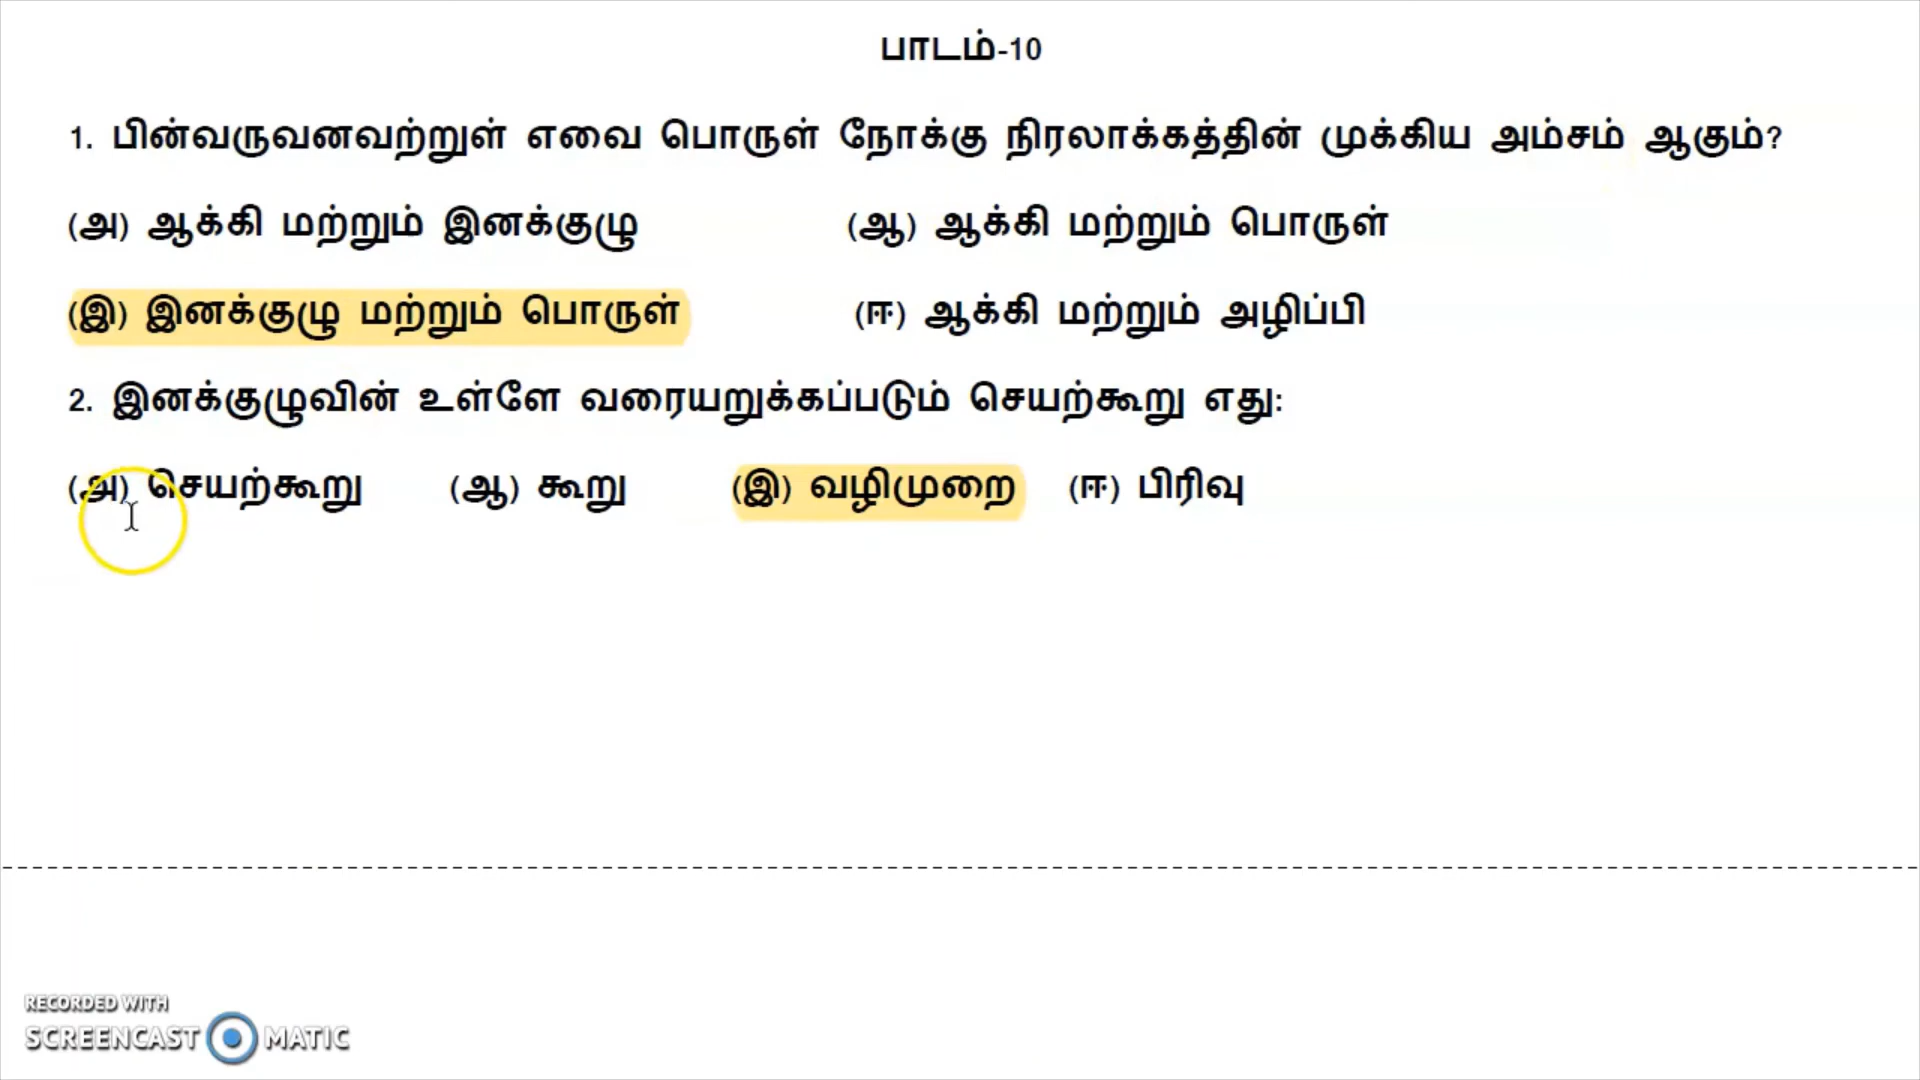 பாடம்-10
1. பின்வருவனவற்றுள் எவை பொருள் நோக்கு நிரலாக்கத்தின் முக்கிய அம்சம் ஆகும்?
(அ) ஆக்கி மற்றும் இனக்குழு (ஆ) ஆக்கி மற்றும் பொருள்
(இ) இனக்குழு மற்றும் பொருள் (ஈ) ஆக்கி மற்றும் அழிப்பி
2. இனக்குழுவின் உள்ளே வரையறுக்கப்படும் செயற்கூறு எது:
(அ) செயற்கூறு (ஆ) கூறு (இ) வழிமுறை (ஈ) பிரிவு
RECORDED WITH
SCREENCAST MATIC